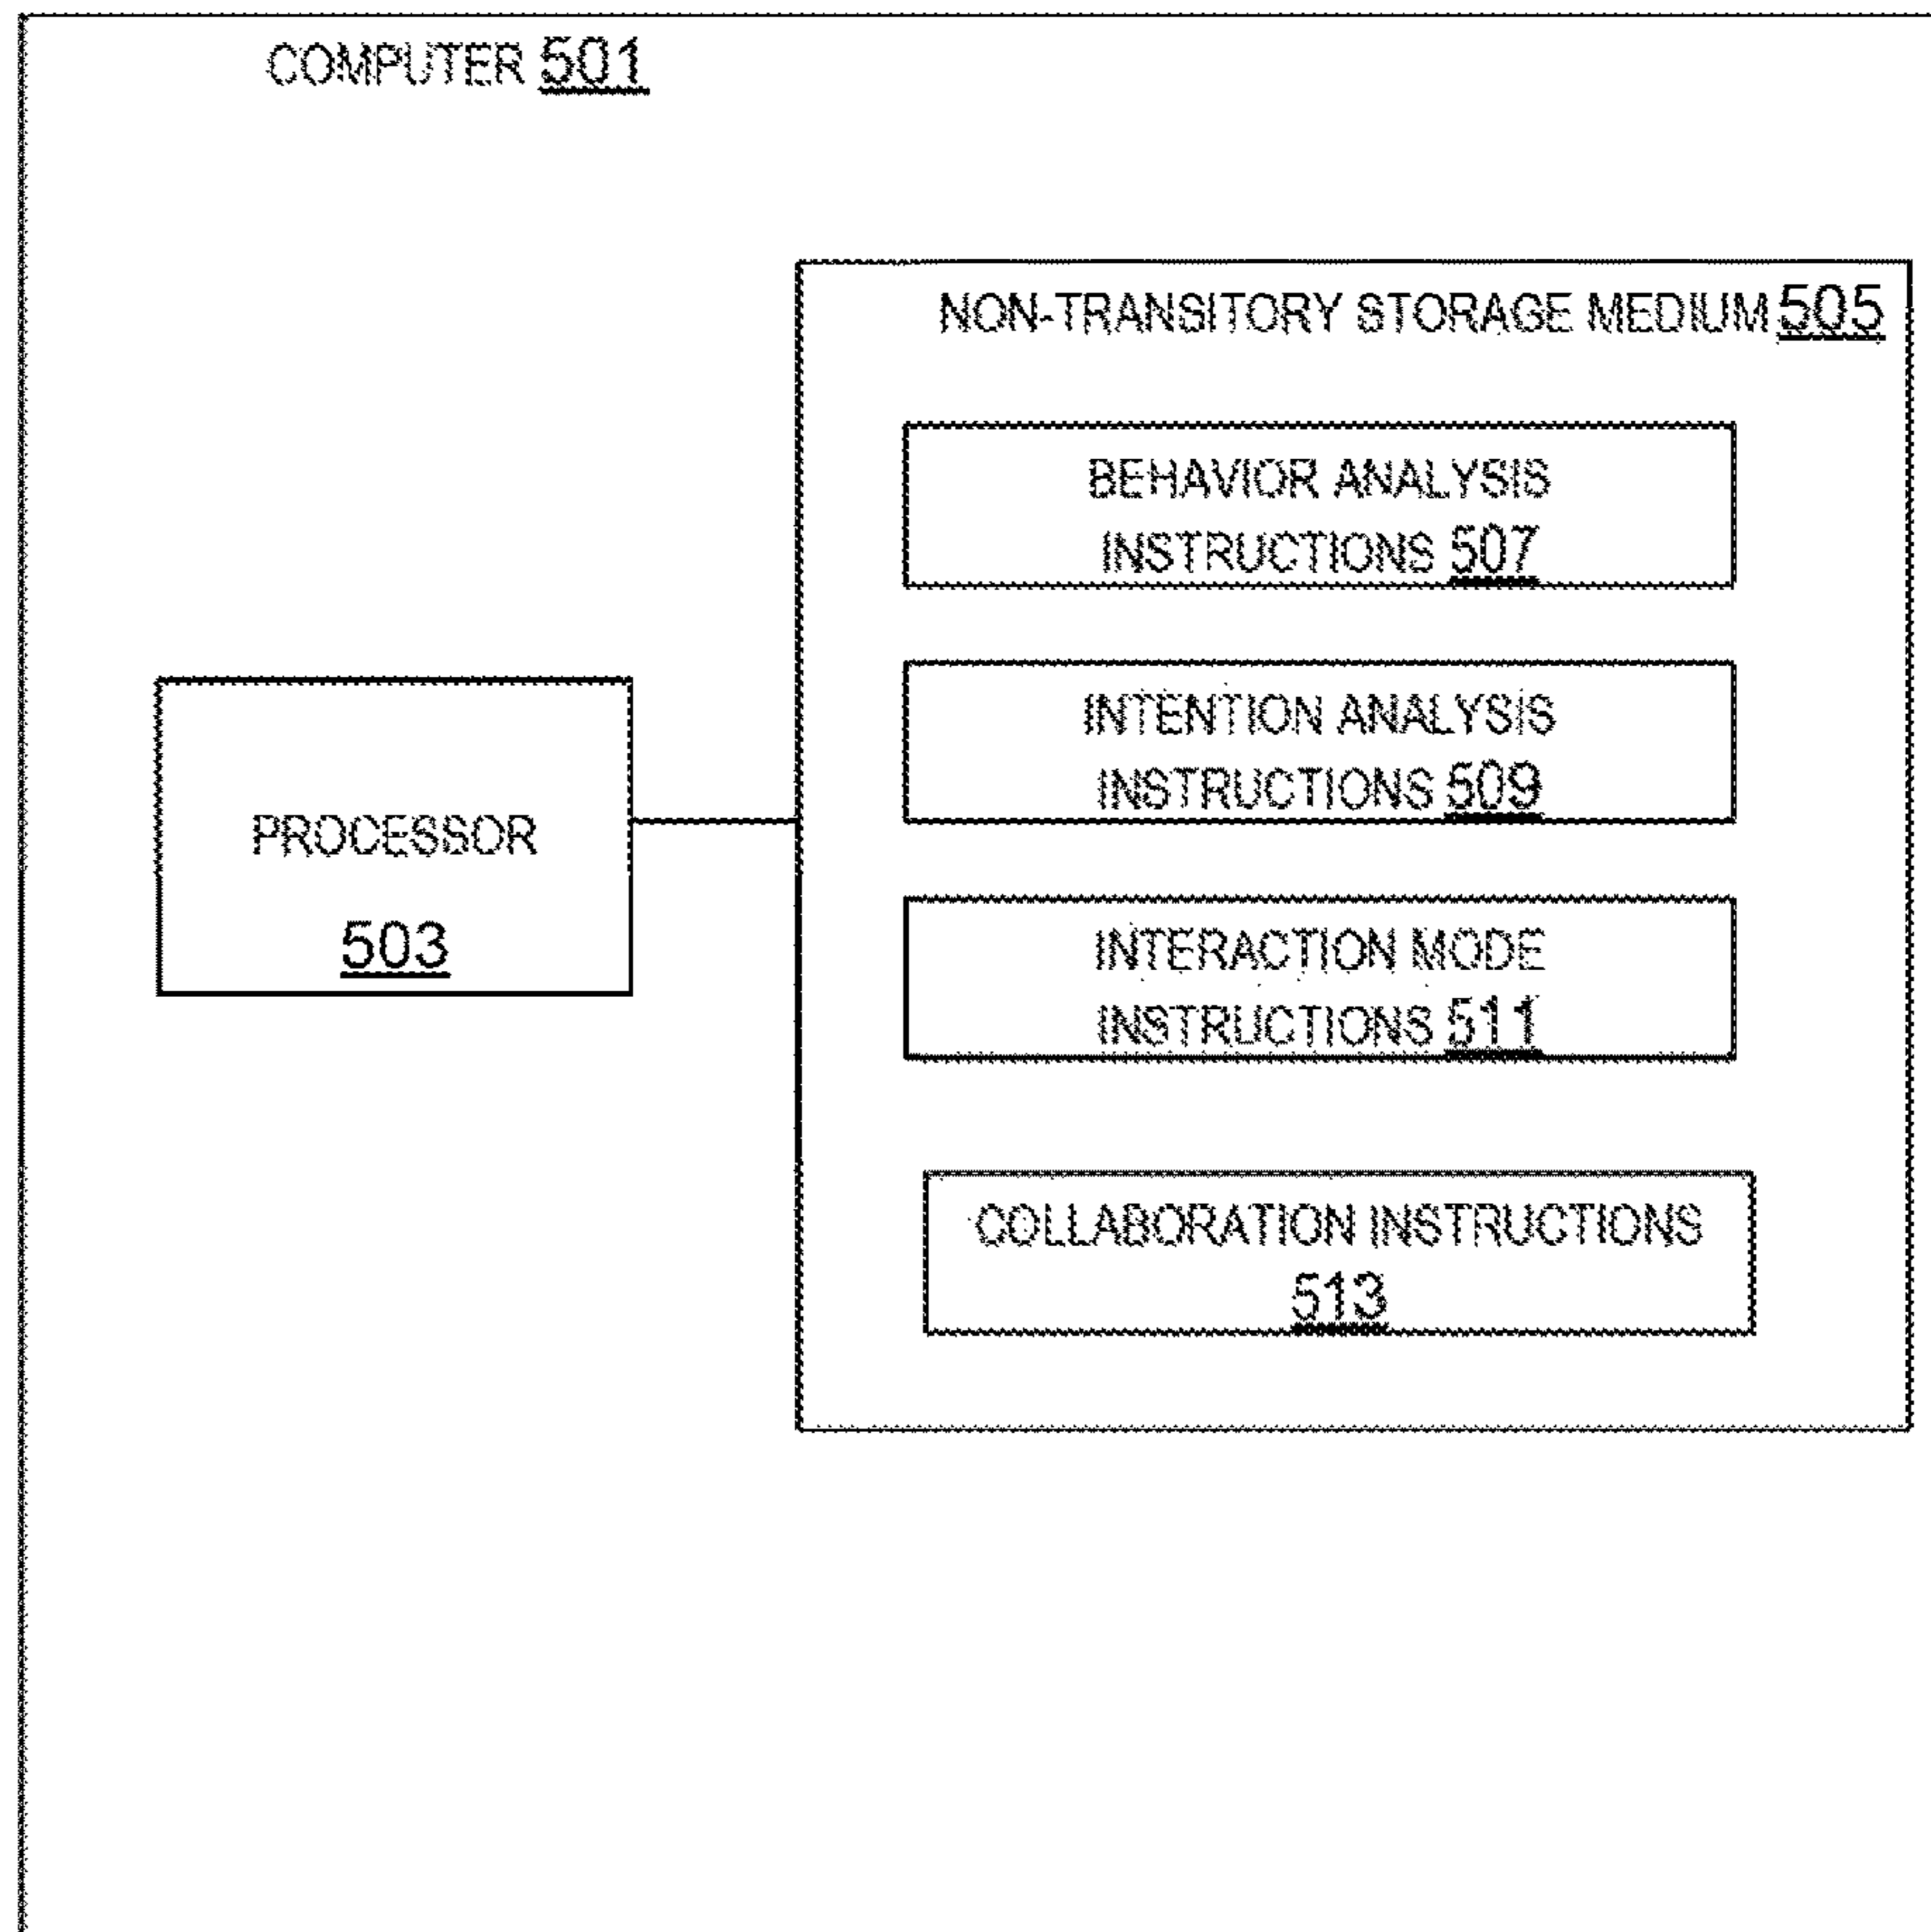 COMPUTER 501
NON-TRANSITORY STORAGE MEDIUM 505
BEHAVIOR ANALYSIS
INSTRUCTIONS 507
INTENTION ANALYSIS
INSTRUCTIONS 509
PROCESSOR
503
INTERACTION MODE
INSTRUCTIONS 511
COLLABORATION INSTRUCTIONS
513